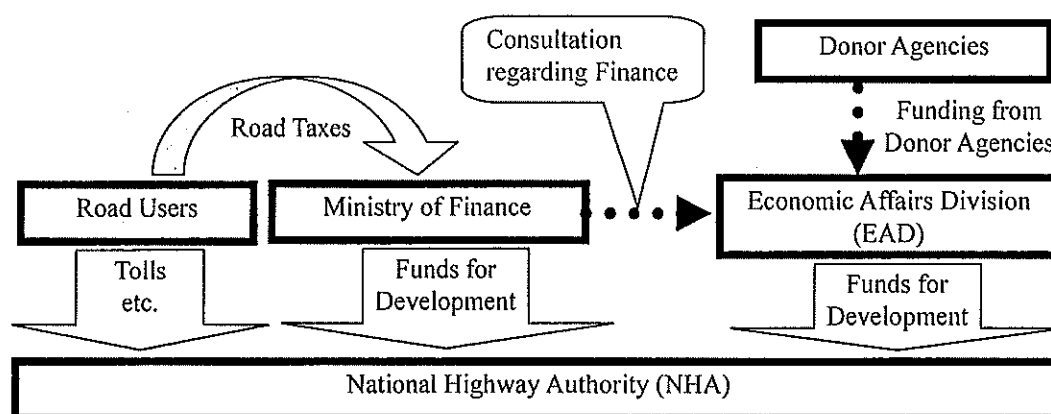 Consultation
regarding Finance
Donor Agencies
Road Taxes
Funding from
Donor Agencies
Road Users
Ministry of Finance
Economic Affairs Division
(EAD)
Tolls
etc.
Funds for
Development
Funds for
Development
National Highway Authority (NHA)